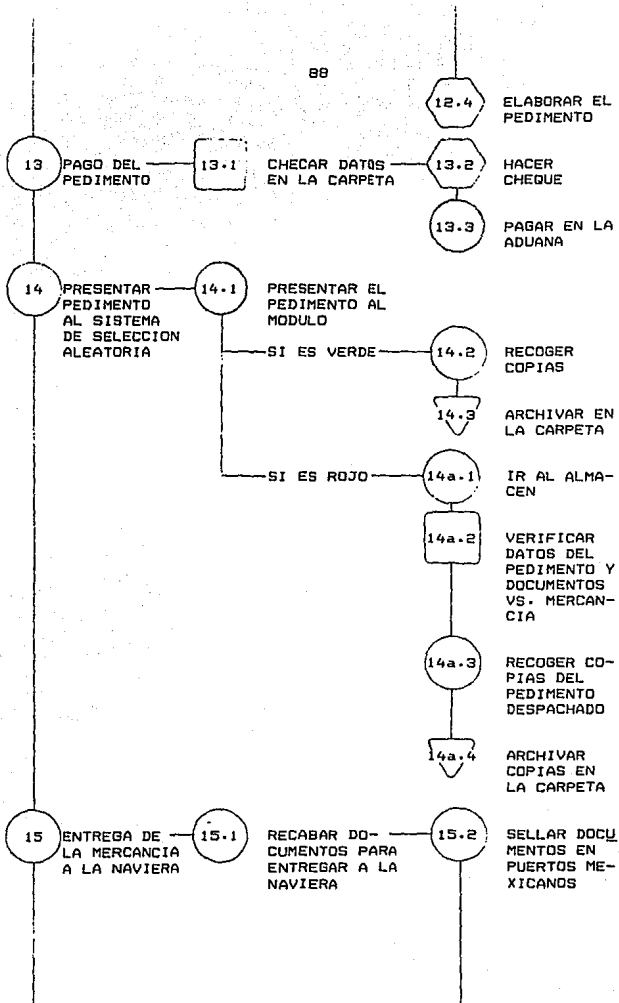 88
12.4 ELABORAR EL
PEDIMENTO
13 PAGO DEL
PEDIMENTO
13.1 CHECAR DATOS
EN LA CARPETA
13.2 HACER
CHEQUE
13.3 PAGAR EN LA
ADUANA
14 PRESENTAR
PEDIMENTO
AL SISTEMA
DE SELECCION
ALEATORIA
14.1 PRESENTAR EL
PEDIMENTO AL
MODULO
SI ES VERDE
14.2 RECOGER
COPIAS
14.3 ARCHIVAR EN
LA CARPETA
SI ES ROJO
14a.1 IR AL ALMA-
CEN
14a.2 VERIFICAR
DATOS DEL
PEDIMENTO Y
DOCUMENTOS
VS. MERCAN-
CIA
14a.3 RECOGER CO-
PIAS DEL
PEDIMENTO
DESPACHADO
14a.4 ARCHIVAR
COPIAS EN
LA CARPETA
15 ENTREGA DE
LA MERCANCIA
A LA NAVIERA
15.1 RECABAR DO-
CUMENTOS PARA
ENTREGAR A LA
NAVIERA
15.2 SELLAR DOCU
MENTOS EN
PUERTOS ME-
XICANOS